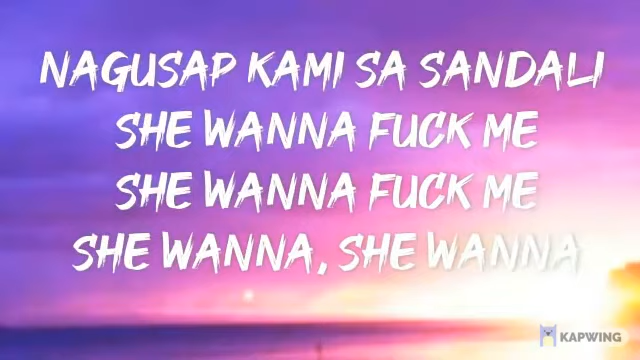 NAGUSAP KAMI SA SANDALI
SHE WANNA FUCK ME
SHE WANNA FUCK ME
SHE WANNA, SHE WANNA
KAPWING